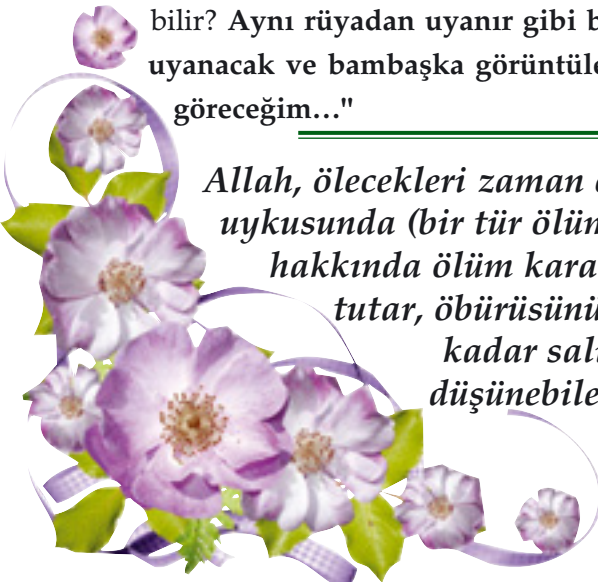 bilir? Aynı rüyadan uyanır gibi b
uyanacak ve bambaşka görüntüle
göreceğim..."
Allah, ölecekleri zaman
uykusunda (bir tür ölüm
hakkında ölüm kara
tutar, öbürüsünü
kadar salı
düşünebile